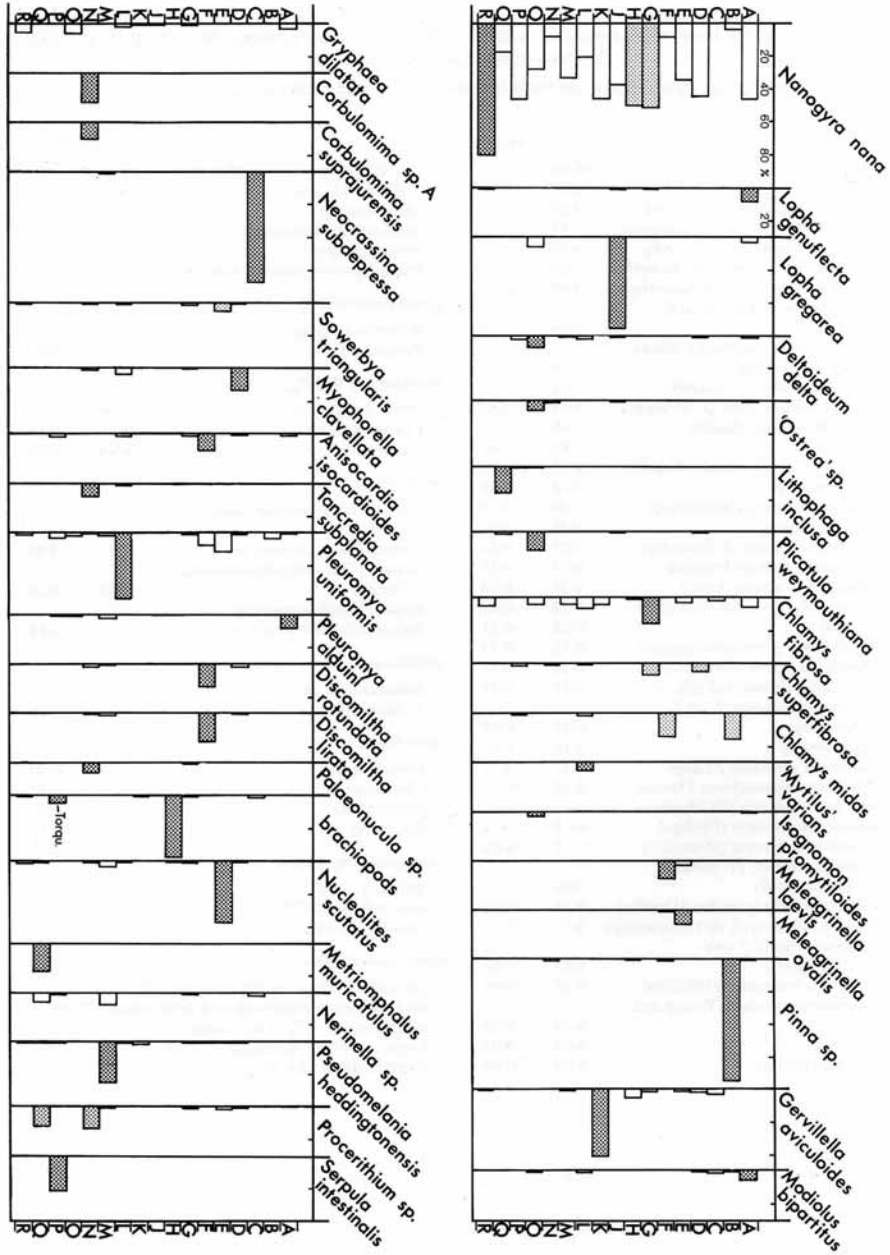 R Q P O N M L K J H G F E D C B A
20
40
60
80 %
20
Nanogyra nana
Lopha
genuflecta
Lopha
gregarea
Deltoideum
delta
'Ostrea' sp.
Lithophaga
inclusa
Plicatula
weymouthiana
Chlamys
fibrosa
Chlamys
superfibrosa
Chlamys midas
'Mytilus'
varians
Isognomon
promytiloides
Meleagrinella
laevis
Meleagrinella
ovalis
Pinna sp.
Gervillella
aviculoides
Modiolus
bipartitus
R Q P O N M L K J H G F E D C B A
R Q P O N M L K J H G F E D C B A
Gryphaea
dilatata
Corbulomima sp. A
Corbulomima
suprajurensis
Neocrassina
subdepressa
Sowerbya
triangularis
Myophorella
clavellata
Anisocardia
isocardioides
Tancredia
subplanata
Pleuromya
uniformis
Pleuromya
alduini
Discomiltha
rotundata
Discomiltha
lirata
Palaeonucula sp.
brachiopods
-Torqu.
Nucleolites
scutatus
Metriomphalus
muricatulus
Nerinella sp.
Pseudomelania
heddingtonensis
Procerithium sp.
Serpula
intestinalis
R Q P O N M L K J H G F E D C B A